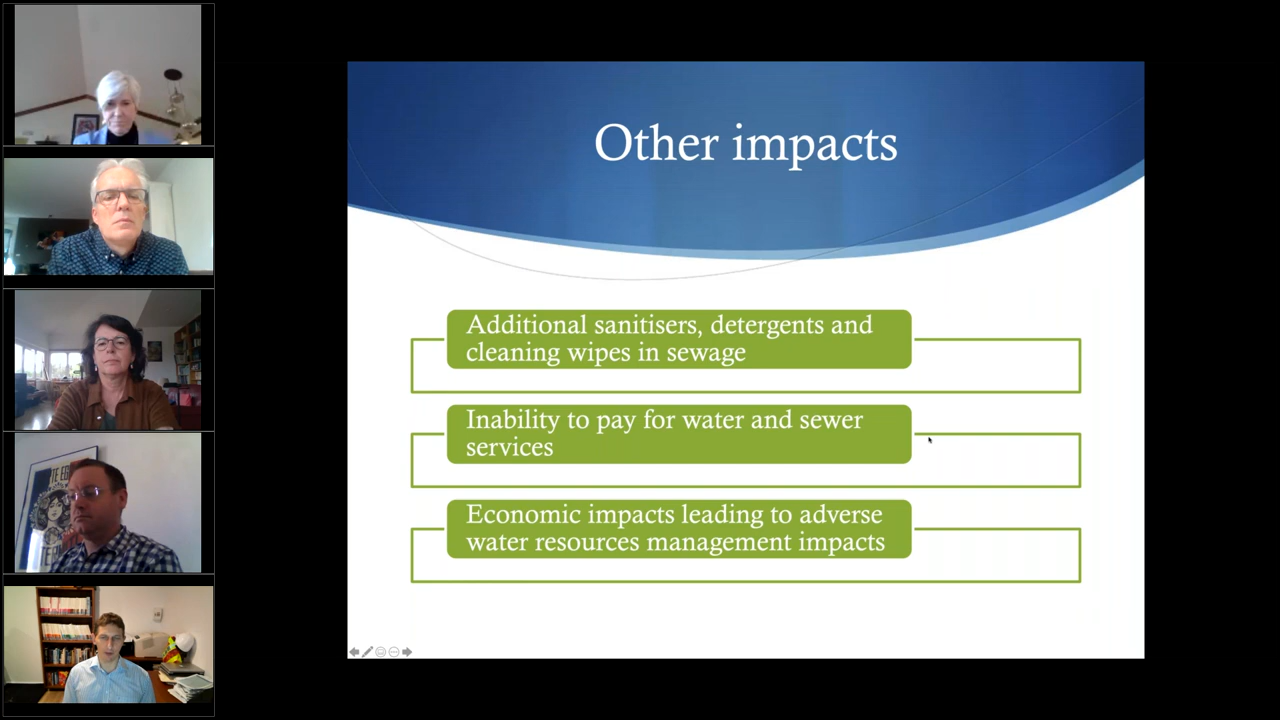 Other impacts
Additional sanitisers, detergents and
cleaning wipes in sewage
Inability to pay for water and sewer
services
Economic impacts leading to adverse
water resources management impacts